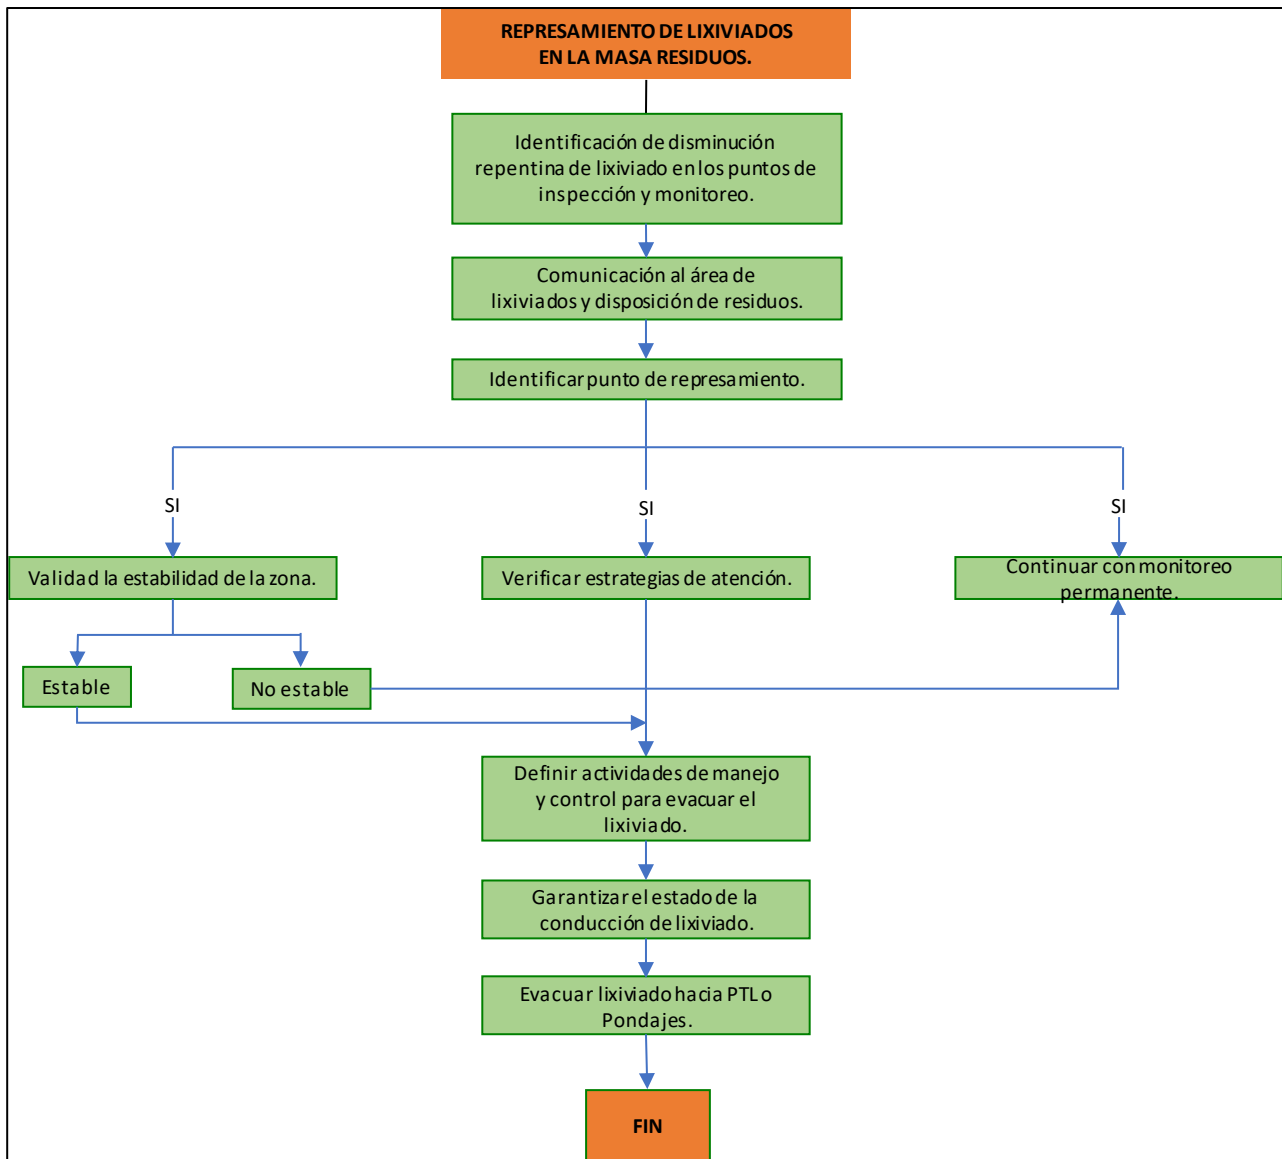 REPRESAMIENTO DE LIXIVIADOS
EN LA MASA RESIDUOS.
Identificación de disminución
repentina de lixiviado en los puntos de
inspección y monitoreo.
Comunicación al área de
lixiviados y disposición de residuos.
Identificar punto de represamiento.
SI
SI
SI
Validad la estabilidad de la zona.
Verificar estrategias de atención.
Continuar con monitoreo
permanente.
Estable
No estable
Definir actividades de manejo
y control para evacuar el
lixiviado.
Garantizar el estado de la
conducción de lixiviado.
Evacuar lixiviado hacia PTL o
Pondajes.
FIN